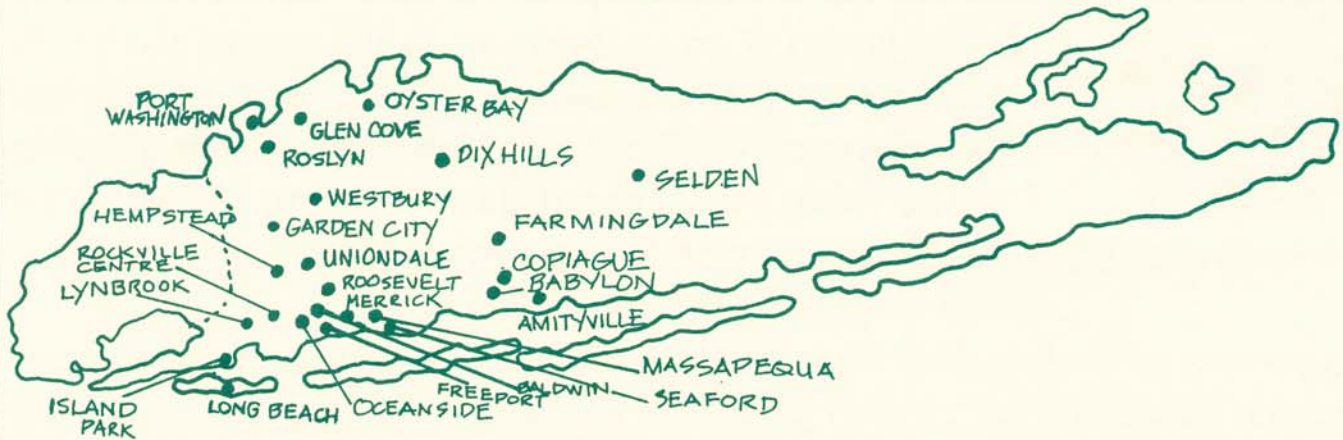 PORT
WASHINGTON
OYSTER BAY
GLEN COVE
ROSLYN
DIX HILLS
SELDEN
WESTBURY
HEMPSTEAD
GARDEN CITY
FARMINGDALE
ROCKVILLE
CENTRE
UNIONDALE
COPIAGUE
LYNBROOK
ROOSEVELT
BABYLON
MERRICK
AMITYVILLE
MASSAPEQUA
FREEPORT
BALDWIN
SEAFORD
ISLAND
PARK
LONG BEACH
OCEANSIDE